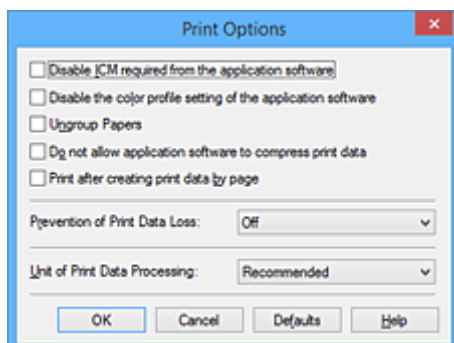 Print Options
Disable ICM required from the application software
Disable the color profile setting of the application software
Ungroup Papers
Do not allow application software to compress print data
Print after creating print data by page
Prevention of Print Data Loss: Off
Unit of Print Data Processing: Recommended
OK Cancel Defaults Help